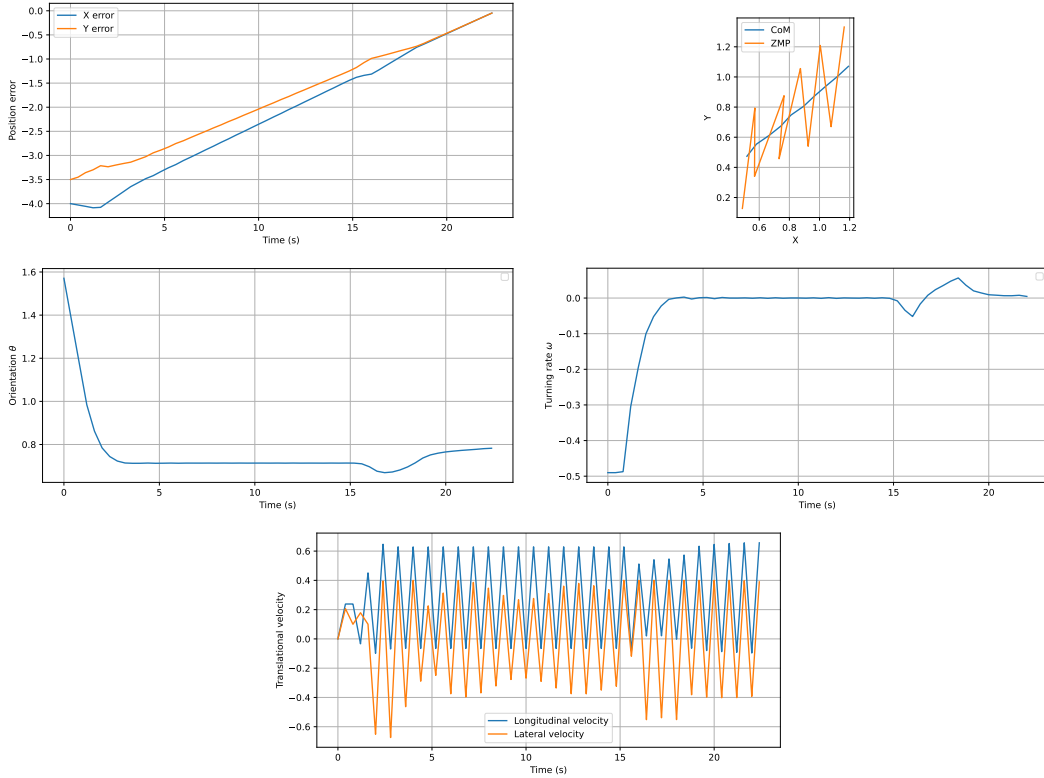 X error
Y error
0.0
−0.5
−1.0
−1.5
−2.0
−2.5
−3.0
−3.5
−4.0
Position error
0 5 10 15 20
Time (s)
CoM
ZMP
1.2
1.0
0.8
0.6
0.4
0.2
Y
0.6 0.8 1.0 1.2
X
1.6
1.4
1.2
1.0
0.8
Orientation θ
0 5 10 15 20
Time (s)
0.0
−0.1
−0.2
−0.3
−0.4
−0.5
Turning rate ω
0 5 10 15 20
Time (s)
0.6
0.4
0.2
0.0
−0.2
−0.4
−0.6
Translational velocity
Longitudinal velocity
Lateral velocity
0 5 10 15 20
Time (s)